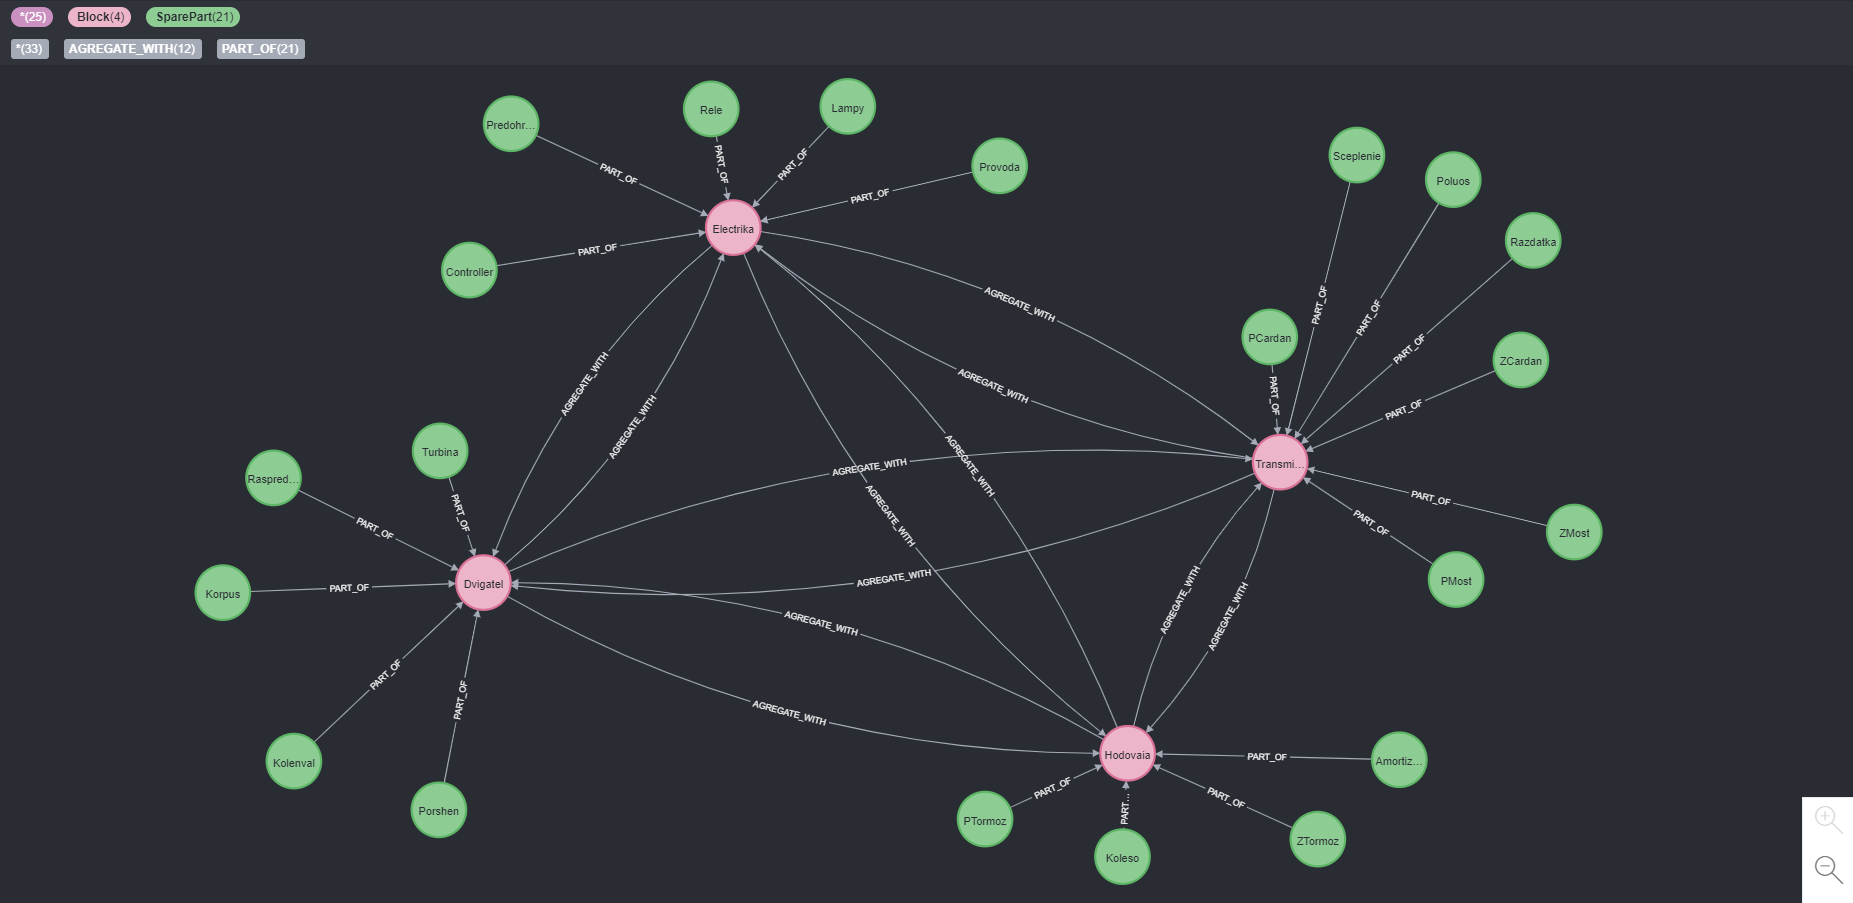 *(25) Block(4) SparePart(21)
*(33) AGREGATE_WITH(12) PART_OF(21)
Predohr...
Rele
Lampy
Provoda
Controller
Electrika
PART_OF
PART_OF
PART_OF
PART_OF
PART_OF
Sceplenie
Poluos
Razdatka
PCardan
ZCardan
Transmi...
ZMost
PMost
PART_OF
PART_OF
PART_OF
PART_OF
PART_OF
PART_OF
PART_OF
AGREGATE_WITH
AGREGATE_WITH
AGREGATE_WITH
AGREGATE_WITH
AGREGATE_WITH
AGREGATE_WITH
AGREGATE_WITH
AGREGATE_WITH
AGREGATE_WITH
AGREGATE_WITH
AGREGATE_WITH
AGREGATE_WITH
Turbina
Raspred...
Korpus
Dvigatel
Kolenval
Porshen
PART_OF
PART_OF
PART_OF
PART_OF
PART_OF
Hodovaia
Amortiz...
PTormoz
Koleso
ZTormoz
PART_OF
PART_OF
PART...
PART_OF